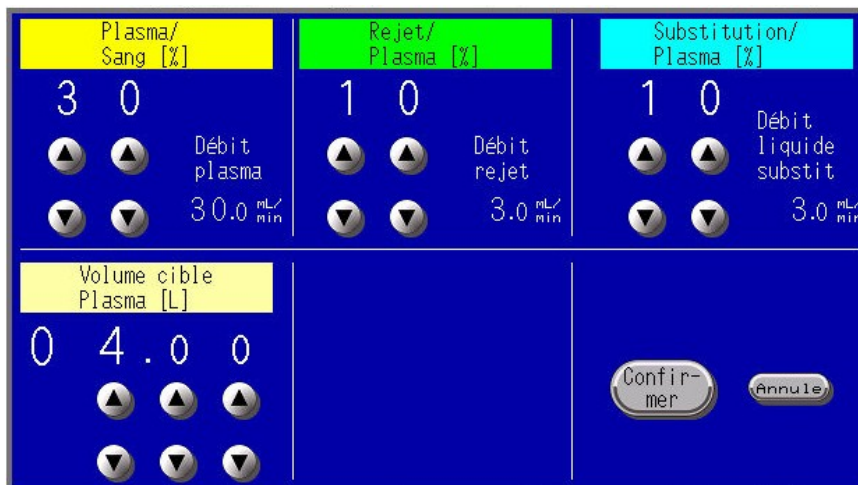 Plasma/
Sang [%]
3 0
Débit
plasma
30.0 mL/
min
Rejet/
Plasma [%]
1 0
Débit
rejet
3.0 mL/
min
Substitution/
Plasma [%]
1 0
Débit
liquide
substit
3.0 mL/
min
Volume cible
Plasma [L]
0 4.0 0
Confir-
mer
Annule